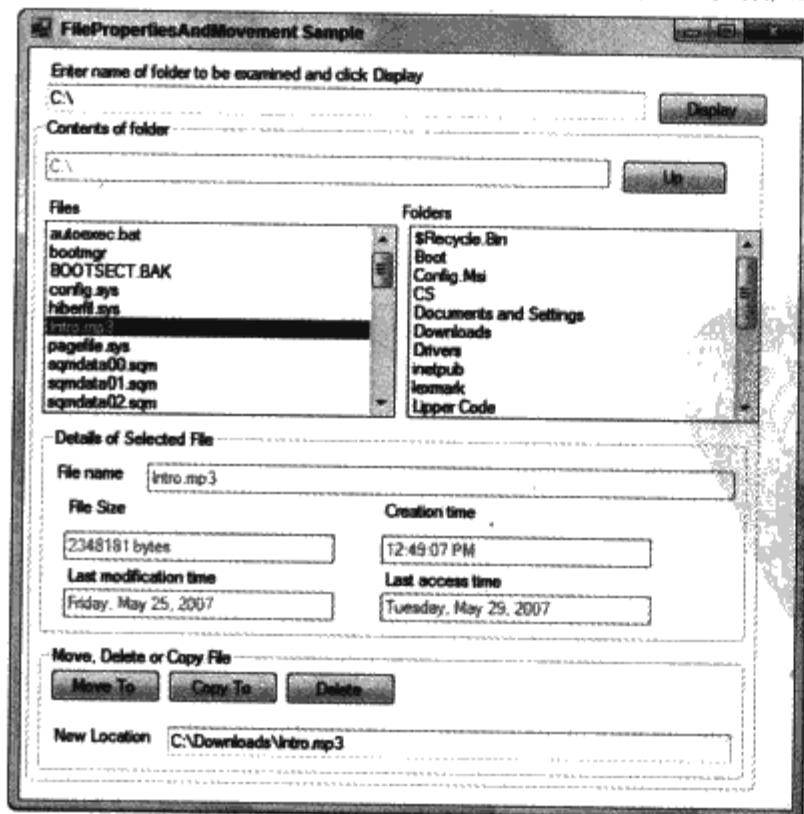 FilePropertiesAndMovement Sample
Enter name of folder to be examined and click Display
C:\
Display
Contents of folder
C:\
Up
Files
Folders
autoexec.bat
bootmgr
BOOTSECT.BAK
config.sys
hiberfil.sys
Intro.mp3
pagefile.sys
sqmdata00.sqm
sqmdata01.sqm
sqmdata02.sqm
$Recycle.Bin
Boot
Config.Msi
CS
Documents and Settings
Downloads
Drivers
inetpub
lexmark
Lipper Code
Details of Selected File
File name
Intro.mp3
File Size
Creation time
2348181 bytes
12:49:07 PM
Last modification time
Last access time
Friday, May 25, 2007
Tuesday, May 29, 2007
Move, Delete or Copy File
Move To
Copy To
Delete
New Location
C:\Downloads\Intro.mp3